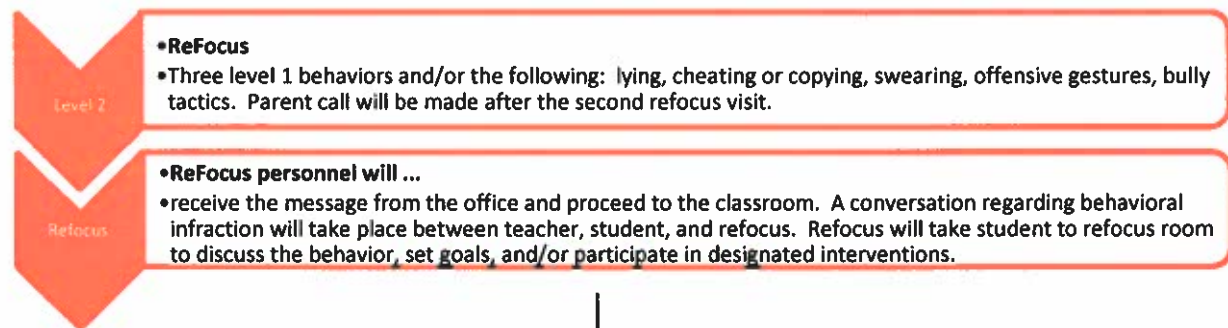 •ReFocus
•Three level 1 behaviors and/or the following: lying, cheating or copying, swearing, offensive gestures, bully
tactics. Parent call will be made after the second refocus visit.
Level 2
•ReFocus personnel will ...
•receive the message from the office and proceed to the classroom. A conversation regarding behavioral
infraction will take place between teacher, student, and refocus. Refocus will take student to refocus room
to discuss the behavior, set goals, and/or participate in designated interventions.
Refocus